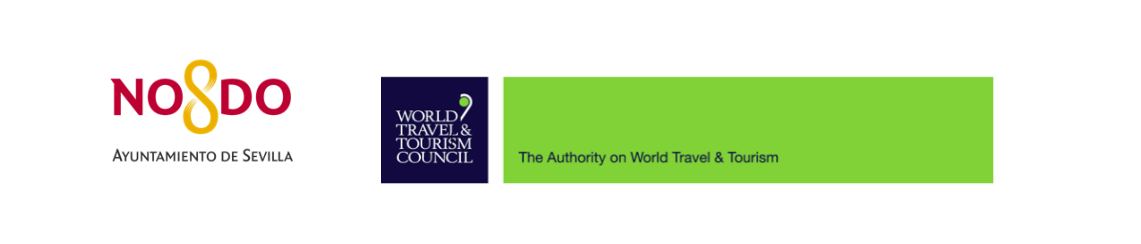 NO8DO
AYUNTAMIENTO DE SEVILLA
WORLD
TRAVEL &
TOURISM
COUNCIL
The Authority on World Travel & Tourism